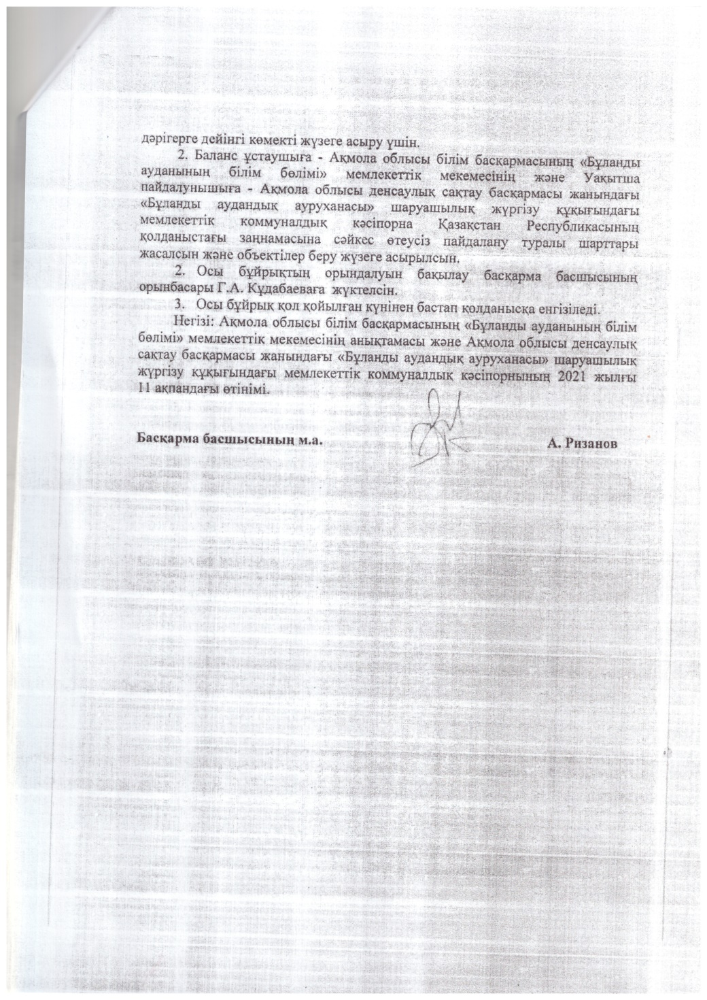 дәрігерге дейінгі көмекті жүзеге асыру үшін.
2. Баланс ұстаушыға - Ақмола облысы білім басқармасының «Бұланды
ауданының білім бөлімі» мемлекеттік мекемесінің және Уақытша
пайдалунышыға - Ақмола облысы денсаулық сақтау басқармасы жанындағы
«Бұланды аудандық ауруханасы» шаруашылық жүргізу құқығындағы
мемлекеттік коммуналдық кәсіпорна Қазақстан Республикасының
қолданыстағы заңнамасына сәйкес өтеусіз пайдалану туралы шарттары
жасалсын және объектілер беру жүзеге асырылсын.
2. Осы бұйрықтың орындалуын бақылау басқарма басшысының
орынбасары Г.А. Құдабаеваға жүктелсін.
3. Осы бұйрық қол қойылған күнінен бастап қолданысқа енгізіледі.
Негізі: Ақмола облысы білім басқармасының «Бұланды ауданының білім
бөлімі» мемлекеттік мекемесінің анықтамасы және Ақмола облысы денсаулық
сақтау басқармасы жанындағы «Бұланды аудандық ауруханасы» шаруашылық
жүргізу құқығындағы мемлекеттік коммуналдық кәсіпорнының 2021 жылғы
11 ақпандағы өтінімі.
Басқарма басшысының м.а. А. Ризанов